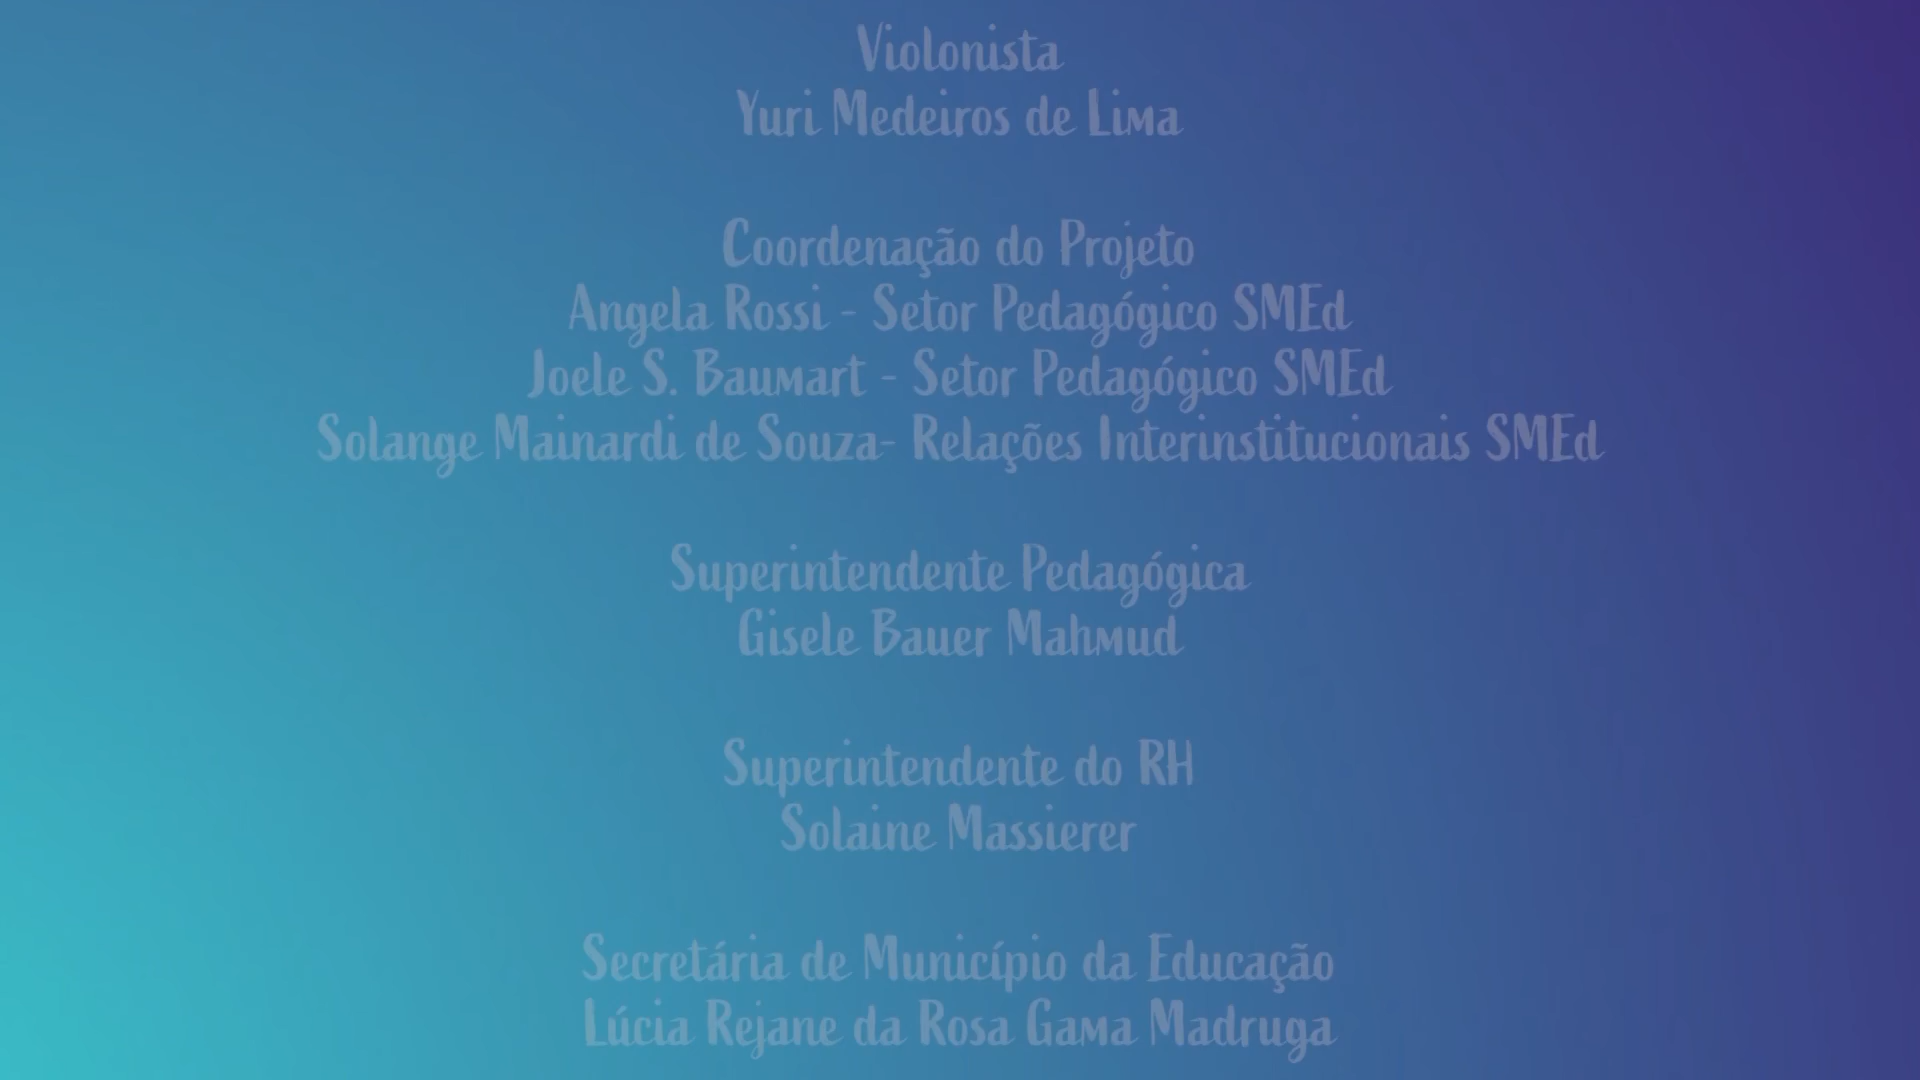 Violonista
Yuri Medeiros de Lima
Coordenação do Projeto
Angela Rossi - Setor Pedagógico SMEd
Joele S. Baumart - Setor Pedagógico SMEd
Solange Mainardi de Souza- Relações Interinstitucionais SMEd
Superintendente Pedagógica
Gisele Bauer Mahmud
Superintendente do RH
Solaine Massierer
Secretária de Município da Educação
Lúcia Rejane da Rosa Gama Madruga